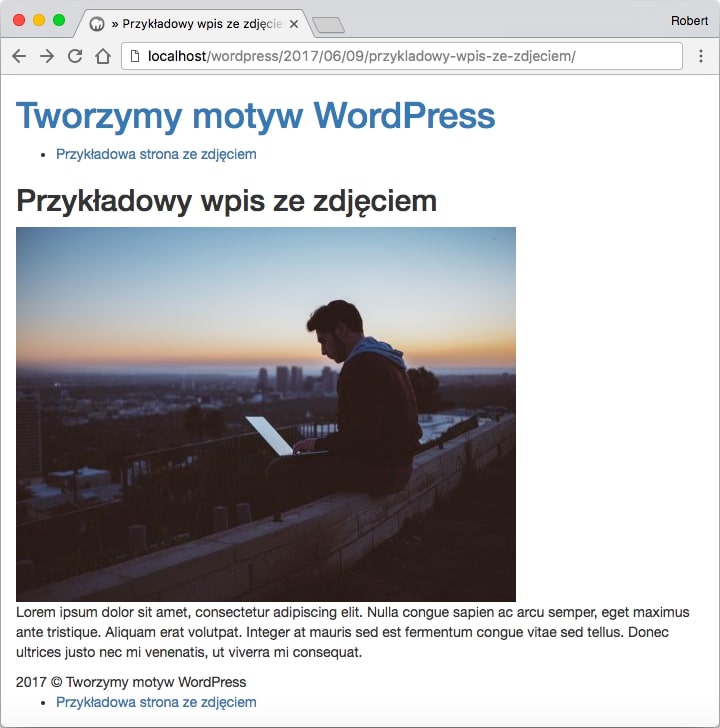 » Przykładowy wpis ze zdjęcie
Robert
localhost/wordpress/2017/06/09/przykladowy-wpis-ze-zdjeciem/
Tworzymy motyw WordPress
Przykładowa strona ze zdjęciem
Przykładowy wpis ze zdjęciem
Lorem ipsum dolor sit amet, consectetur adipiscing elit. Nulla congue sapien ac arcu semper, eget maximus
ante tristique. Aliquam erat volutpat. Integer at mauris sed est fermentum congue vitae sed tellus. Donec
ultrices justo nec mi venenatis, ut viverra mi consequat.
2017 © Tworzymy motyw WordPress
Przykładowa strona ze zdjęciem